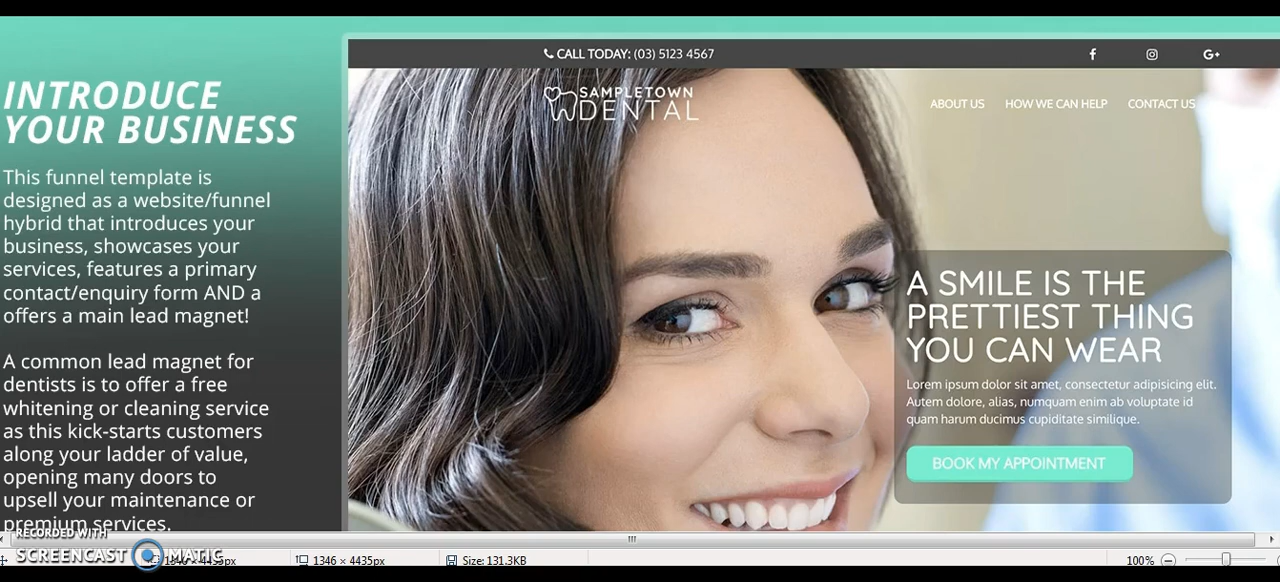 INTRODUCE
YOUR BUSINESS
This funnel template is
designed as a website/funnel
hybrid that introduces your
business, showcases your
services, features a primary
contact/enquiry form AND a
offers a main lead magnet!
A common lead magnet for
dentists is to offer a free
whitening or cleaning service
as this kick-starts customers
along your ladder of value,
opening many doors to
upsell your maintenance or
premium services.
CALL TODAY: (03) 5123 4567
f
G+
SAMPLETOWN
DENTAL
ABOUT US HOW WE CAN HELP CONTACT US
A SMILE IS THE
PRETTIEST THING
YOU CAN WEAR
Lorem ipsum dolor sit amet, consectetur adipisicing elit.
Autem dolore, alias, numquam enim ab voluptate id
quam harum ducimus cupiditate similique.
BOOK MY APPOINTMENT
RECORDED WITH
SCREENCAST MATIC
1346 × 4435px
1346 × 4435px
Size: 131.3KB
100%